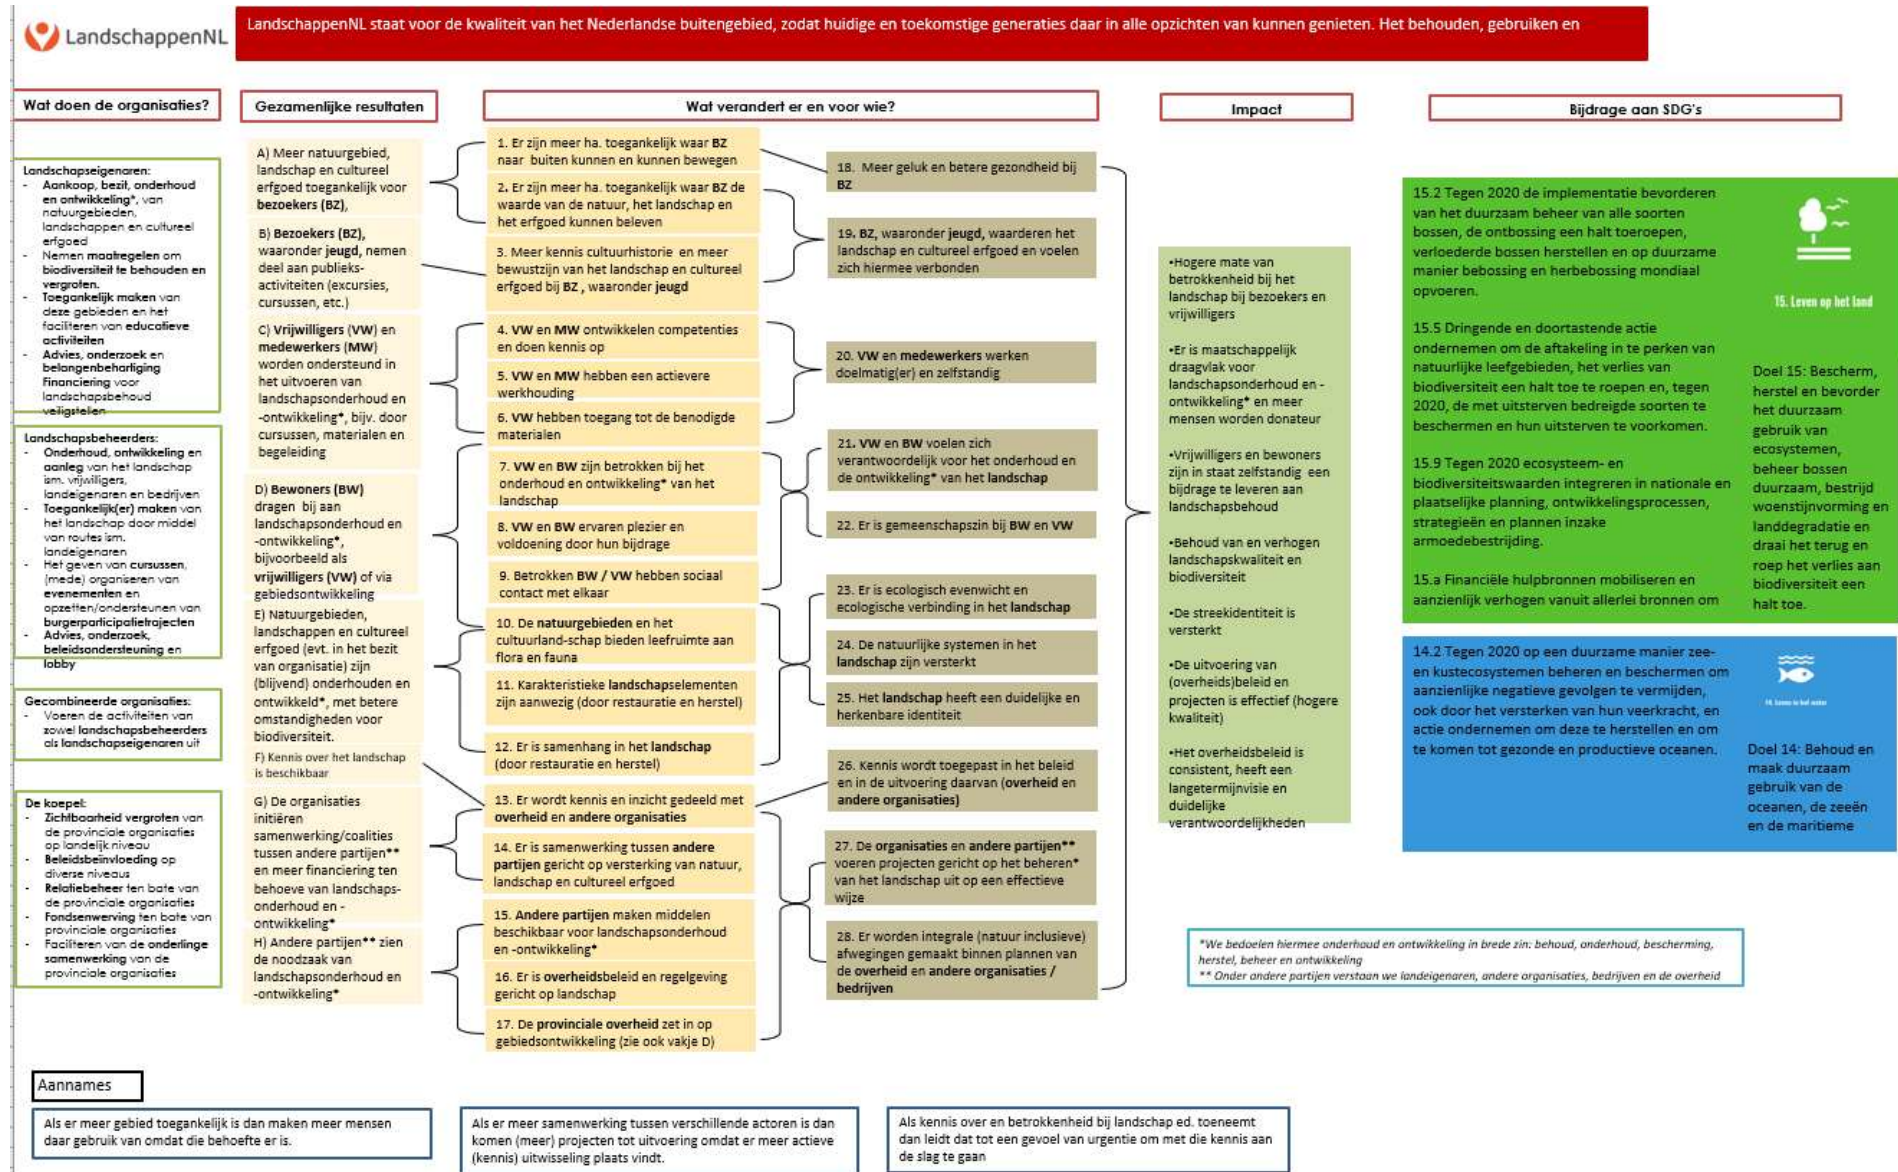 LandschappenNL
LandschappenNL staat voor de kwaliteit van het Nederlandse buitengebied, zodat huidige en toekomstige generaties daar in alle opzichten van kunnen genieten. Het behouden, gebruiken en
Wat doen de organisaties?
Landschapseigenaren:
- Aankoop, bezit, onderhoud
en ontwikkeling*, van
natuurgebieden,
landschappen en cultureel
erfgoed
- Nemen maatregelen om
biodiversiteit te behouden en
vergroten.
- Toegankelijk maken van
deze gebieden en het
faciliteren van educatieve
activiteiten
- Advies, onderzoek en
belangenbehartiging
Financiering voor
landschapsbehoud
veiligstellen
Landschapsbeheerders:
- Onderhoud, ontwikkeling en
aanleg van het landschap
ism. vrijwilligers,
landeigenaren en bedrijven
- Toegankelijk(er) maken van
het landschap door middel
van routes ism.
landeigenaren
- Het geven van cursussen,
(mede) organiseren van
evenementen en
opzetten/ondersteunen van
burgerparticipatietrajecten
- Advies, onderzoek,
beleidsondersteuning en
lobby
Gecombineerde organisaties:
- Voeren de activiteiten van
zowel landschapsbeheerders
als landschapseigenaren uit
De koepel:
- Zichtbaarheid vergroten van
de provinciale organisaties
op landelijk niveau
- Beleidsbeïnvloeding op
diverse niveaus
- Relatiebeheer ten bate van
de provinciale organisaties
- Fondsenwerving ten bate van
provinciale organisaties
- Faciliteren van de onderlinge
samenwerking van de
provinciale organisaties
Gezamenlijke resultaten
A) Meer natuurgebied,
landschap en cultureel
erfgoed toegankelijk voor
bezoekers (BZ),
B) Bezoekers (BZ),
waaronder jeugd, nemen
deel aan publieks-
activiteiten (excursies,
cursussen, etc.)
C) Vrijwilligers (VW) en
medewerkers (MW)
worden ondersteund in
het uitvoeren van
landschapsonderhoud en
-ontwikkeling*, bijv. door
cursussen, materialen en
begeleiding
D) Bewoners (BW)
dragen bij aan
landschapsonderhoud en
-ontwikkeling*,
bijvoorbeeld als
vrijwilligers (VW) of via
gebiedsontwikkeling
E) Natuurgebieden,
landschappen en cultureel
erfgoed (evt. in het bezit
van organisatie) zijn
(blijvend) onderhouden en
ontwikkeld*, met betere
omstandigheden voor
biodiversiteit.
F) Kennis over het landschap
is beschikbaar
G) De organisaties
initiëren
samenwerking/coalities
tussen andere partijen**
en meer financiering ten
behoeve van landschaps-
onderhoud en -
ontwikkeling*
H) Andere partijen** zien
de noodzaak van
landschapsonderhoud en
-ontwikkeling*
Wat verandert er en voor wie?
1. Er zijn meer ha. toegankelijk waar BZ
naar buiten kunnen en kunnen bewegen
2. Er zijn meer ha. toegankelijk waar BZ de
waarde van de natuur, het landschap en
het erfgoed kunnen beleven
3. Meer kennis cultuurhistorie en meer
bewustzijn van het landschap en cultureel
erfgoed bij BZ , waaronder jeugd
4. VW en MW ontwikkelen competenties
en doen kennis op
5. VW en MW hebben een actievere
werkhouding
6. VW hebben toegang tot de benodigde
materialen
7. VW en BW zijn betrokken bij het
onderhoud en ontwikkeling* van het
landschap
8. VW en BW ervaren plezier en
voldoening door hun bijdrage
9. Betrokken BW / VW hebben sociaal
contact met elkaar
10. De natuurgebieden en het
cultuurland-schap bieden leefruimte aan
flora en fauna
11. Karakteristieke landschapselementen
zijn aanwezig (door restauratie en herstel)
12. Er is samenhang in het landschap
(door restauratie en herstel)
13. Er wordt kennis en inzicht gedeeld met
overheid en andere organisaties
14. Er is samenwerking tussen andere
partijen gericht op versterking van natuur,
landschap en cultureel erfgoed
15. Andere partijen maken middelen
beschikbaar voor landschapsonderhoud
en -ontwikkeling*
16. Er is overheidsbeleid en regelgeving
gericht op landschap
17. De provinciale overheid zet in op
gebiedsontwikkeling (zie ook vakje D)
18. Meer geluk en betere gezondheid bij
BZ
19. BZ, waaronder jeugd, waarderen het
landschap en cultureel erfgoed en voelen
zich hiermee verbonden
20. VW en medewerkers werken
doelmatig(er) en zelfstandig
21. VW en BW voelen zich
verantwoordelijk voor het onderhoud en
de ontwikkeling* van het landschap
22. Er is gemeenschapszin bij BW en VW
23. Er is ecologisch evenwicht en
ecologische verbinding in het landschap
24. De natuurlijke systemen in het
landschap zijn versterkt
25. Het landschap heeft een duidelijke en
herkenbare identiteit
26. Kennis wordt toegepast in het beleid
en in de uitvoering daarvan (overheid en
andere organisaties)
27. De organisaties en andere partijen**
voeren projecten gericht op het beheren*
van het landschap uit op een effectieve
wijze
28. Er worden integrale (natuur inclusieve)
afwegingen gemaakt binnen plannen van
de overheid en andere organisaties /
bedrijven
Impact
•Hogere mate van
betrokkenheid bij het
landschap bij bezoekers en
vrijwilligers
•Er is maatschappelijk
draagvlak voor
landschapsonderhoud en -
ontwikkeling* en meer
mensen worden donateur
•Vrijwilligers en bewoners
zijn in staat zelfstandig een
bijdrage te leveren aan
landschapsbehoud
•Behoud van en verhogen
landschapskwaliteit en
biodiversiteit
•De streekidentiteit is
versterkt
•De uitvoering van
(overheids)beleid en
projecten is effectief (hogere
kwaliteit)
•Het overheidsbeleid is
consistent, heeft een
langetermijnvisie en
duidelijke
verantwoordelijkheden
Bijdrage aan SDG's
15.2 Tegen 2020 de implementatie bevorderen
van het duurzaam beheer van alle soorten
bossen, de ontbossing een halt toeroepen,
verloederde bossen herstellen en op duurzame
manier bebossing en herbebossing mondiaal
opvoeren.
15.5 Dringende en doortastende actie
ondernemen om de aftakeling in te perken van
natuurlijke leefgebieden, het verlies van
biodiversiteit een halt toe te roepen en, tegen
2020, de met uitsterven bedreigde soorten te
beschermen en hun uitsterven te voorkomen.
15.9 Tegen 2020 ecosysteem- en
biodiversiteitswaarden integreren in nationale en
plaatselijke planning, ontwikkelingsprocessen,
strategieën en plannen inzake
armoedebestrijding.
15.a Financiële hulpbronnen mobiliseren en
aanzienlijk verhogen vanuit allerlei bronnen om
15. Leven op het land
Doel 15: Bescherm,
herstel en bevorder
het duurzaam
gebruik van
ecosystemen,
beheer bossen
duurzaam, bestrijd
woenstijnvorming en
landdegradatie en
draai het terug en
roep het verlies aan
biodiversiteit een
halt toe.
14.2 Tegen 2020 op een duurzame manier zee-
en kustecosystemen beheren en beschermen om
aanzienlijke negatieve gevolgen te vermijden,
ook door het versterken van hun veerkracht, en
actie ondernemen om deze te herstellen en om
te komen tot gezonde en productieve oceanen.
14. Leven in het water
Doel 14: Behoud en
maak duurzaam
gebruik van de
oceanen, de zeeën
en de maritieme
*We bedoelen hiermee onderhoud en ontwikkeling in brede zin: behoud, onderhoud, bescherming,
herstel, beheer en ontwikkeling
** Onder andere partijen verstaan we landeigenaren, andere organisaties, bedrijven en de overheid
Aannames
Als er meer gebied toegankelijk is dan maken meer mensen
daar gebruik van omdat die behoefte er is.
Als er meer samenwerking tussen verschillende actoren is dan
komen (meer) projecten tot uitvoering omdat er meer actieve
(kennis) uitwisseling plaats vindt.
Als kennis over en betrokkenheid bij landschap ed. toeneemt
dan leidt dat tot een gevoel van urgentie om met die kennis aan
de slag te gaan